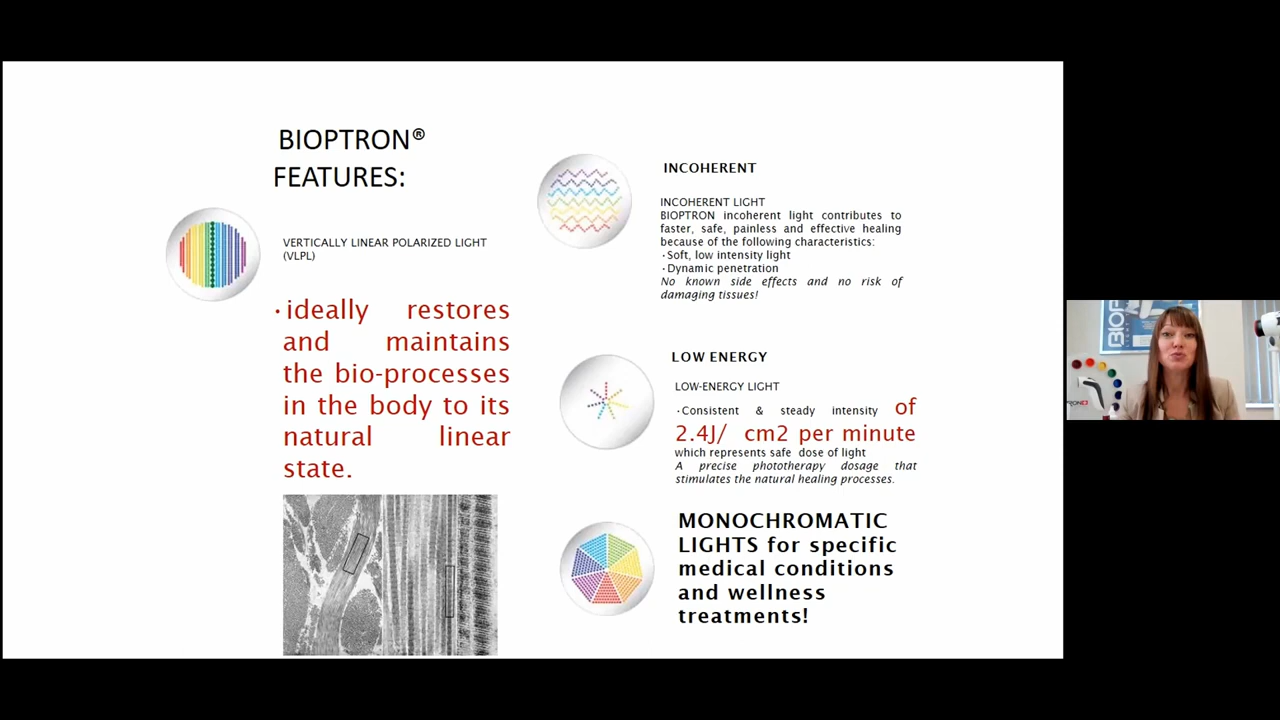 BIOPTRON®
FEATURES:
VERTICALLY LINEAR POLARIZED LIGHT
(VLPL)
•ideally restores
and maintains
the bio-processes
in the body to its
natural linear
state.
INCOHERENT
INCOHERENT LIGHT
BIOPTRON incoherent light contributes to
faster, safe, painless and effective healing
because of the following characteristics:
•Soft, low intensity light
•Dynamic penetration
No known side effects and no risk of
damaging tissues!
LOW ENERGY
LOW-ENERGY LIGHT
•Consistent & steady intensity of
2.4J/ cm2 per minute
which represents safe dose of light
A precise phototherapy dosage that
stimulates the natural healing processes.
MONOCHROMATIC
LIGHTS for specific
medical conditions
and wellness
treatments!